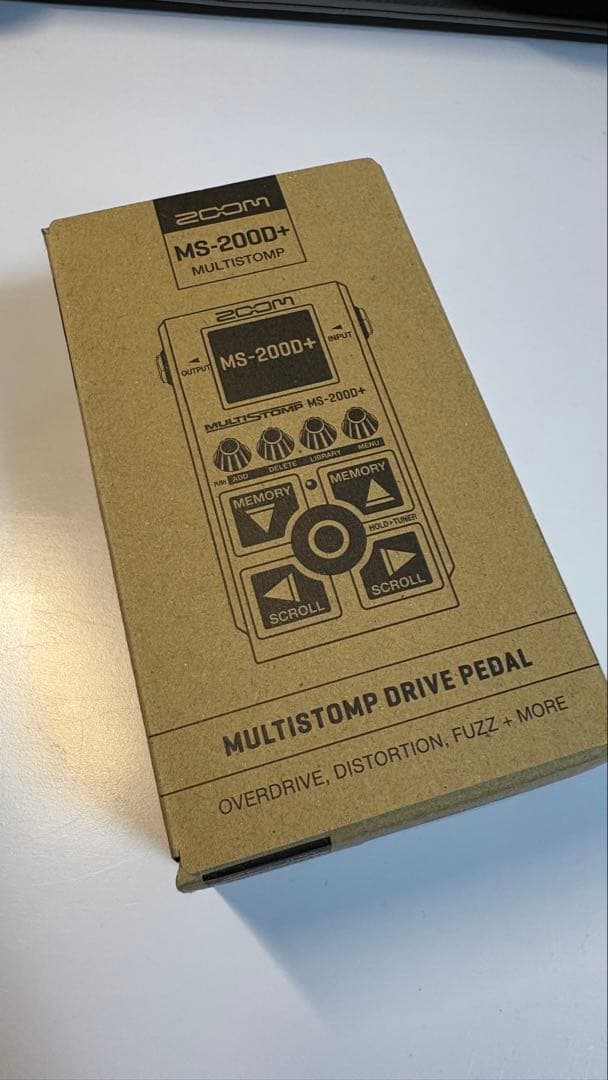 ZOOM
MS-200D+
MULTISTOMP
ZOOM
OUTPUT
MS-200D+
INPUT
MULTISTOMP MS-200D+
PUSH ADD DELETE LIBRARY MENU
MEMORY
MEMORY
HOLD=TUNER
SCROLL
SCROLL
MULTISTOMP DRIVE PEDAL
OVERDRIVE, DISTORTION, FUZZ + MORE